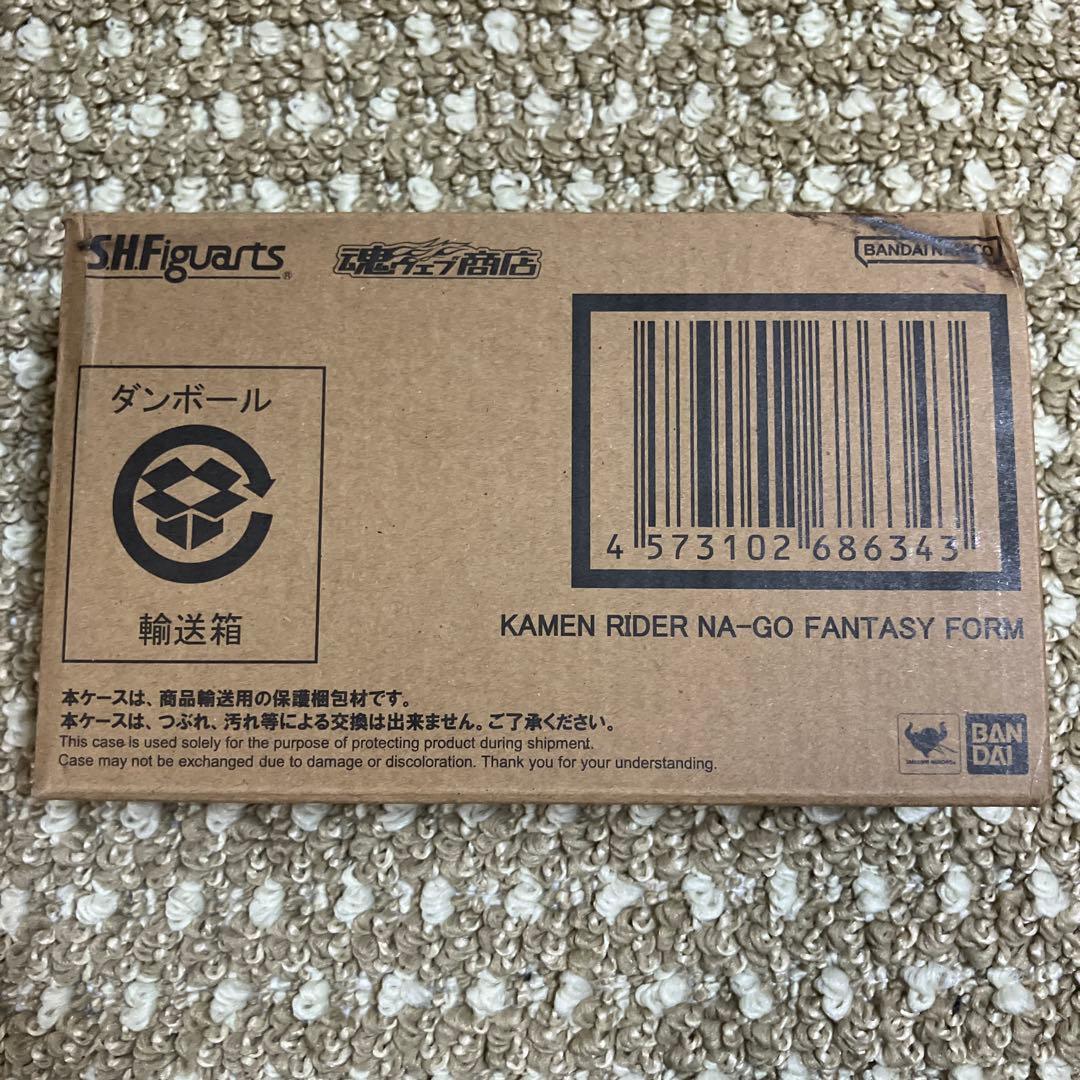 S.H.Figuarts®
魂ウェブ商店
BANDAI NAMCO
ダンボール
輸送箱
4 573102 686343
KAMEN RIDER NA-GO FANTASY FORM
本ケースは、商品輸送用の保護梱包材です。
本ケースは、つぶれ、汚れ等による交換は出来ません。ご了承ください。
This case is used solely for the purpose of protecting product during shipment.
Case may not be exchanged due to damage or discoloration. Thank you for your understanding.
BAN
DAI